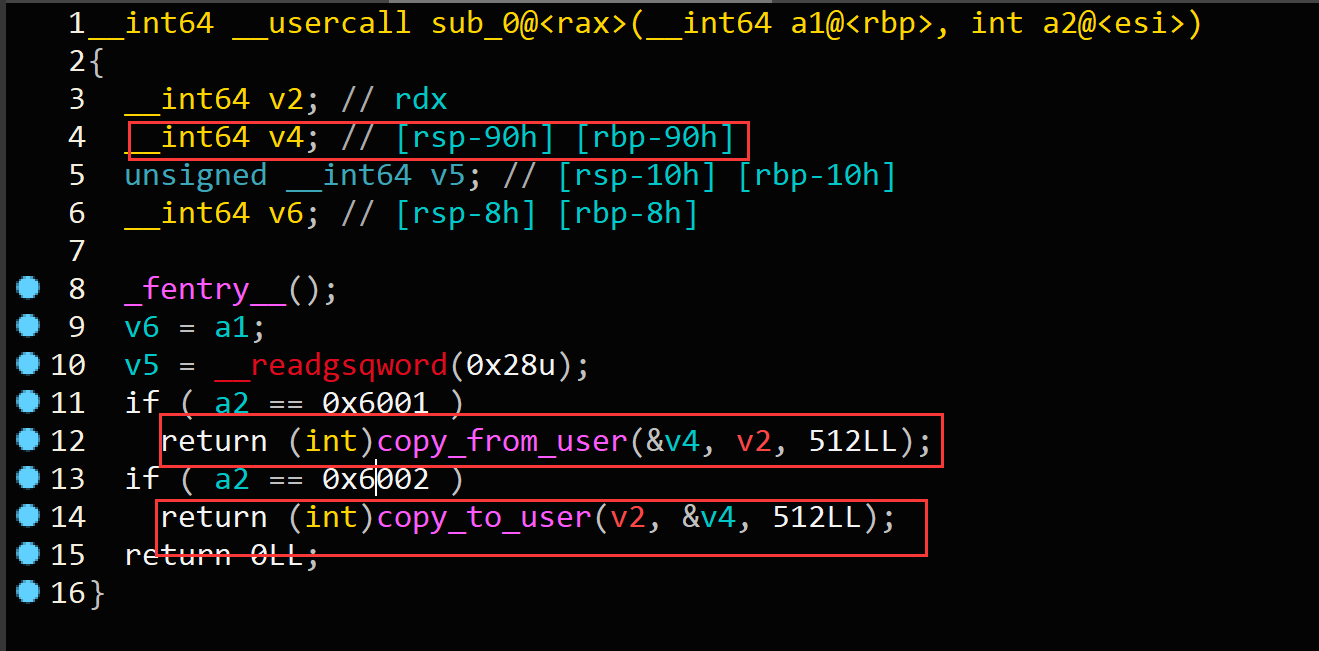 1 __int64 __usercall sub_0@<rax>(__int64 a1@<rbp>, int a2@<esi>)
2 {
3   __int64 v2; // rdx
4   __int64 v4; // [rsp-90h] [rbp-90h]
5   unsigned __int64 v5; // [rsp-10h] [rbp-10h]
6   __int64 v6; // [rsp-8h] [rbp-8h]
7
8   _fentry__();
9   v6 = a1;
10   v5 = __readgsqword(0x28u);
11   if ( a2 == 0x6001 )
12     return (int)copy_from_user(&v4, v2, 512LL);
13   if ( a2 == 0x6002 )
14     return (int)copy_to_user(v2, &v4, 512LL);
15   return 0LL;
16 }